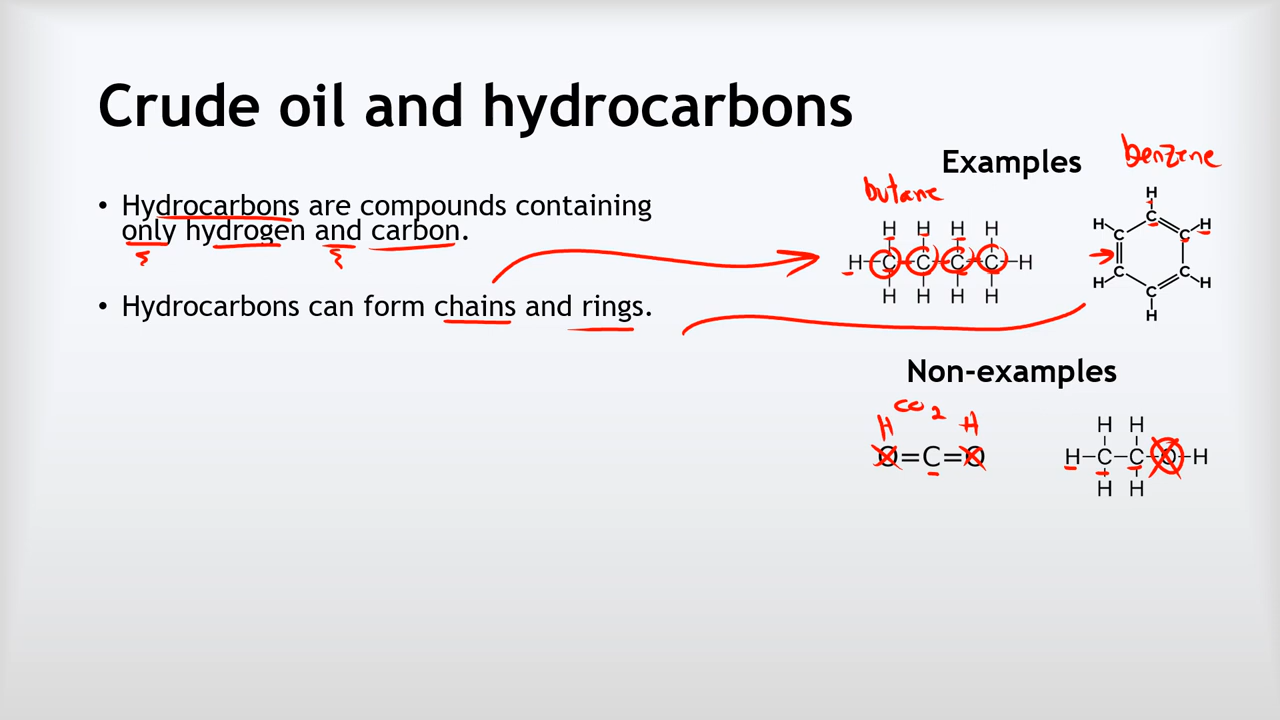 Crude oil and hydrocarbons
• Hydrocarbons are compounds containing
only hydrogen and carbon.
• Hydrocarbons can form chains and rings.
Examples
butane
benzene
H H H H
H-C-C-C-C-H
H H H H
H
H C H
C C
C C
H C H
H
Non-examples
CO2
H H
O=C=O
H H
H-C-C-O-H
H H